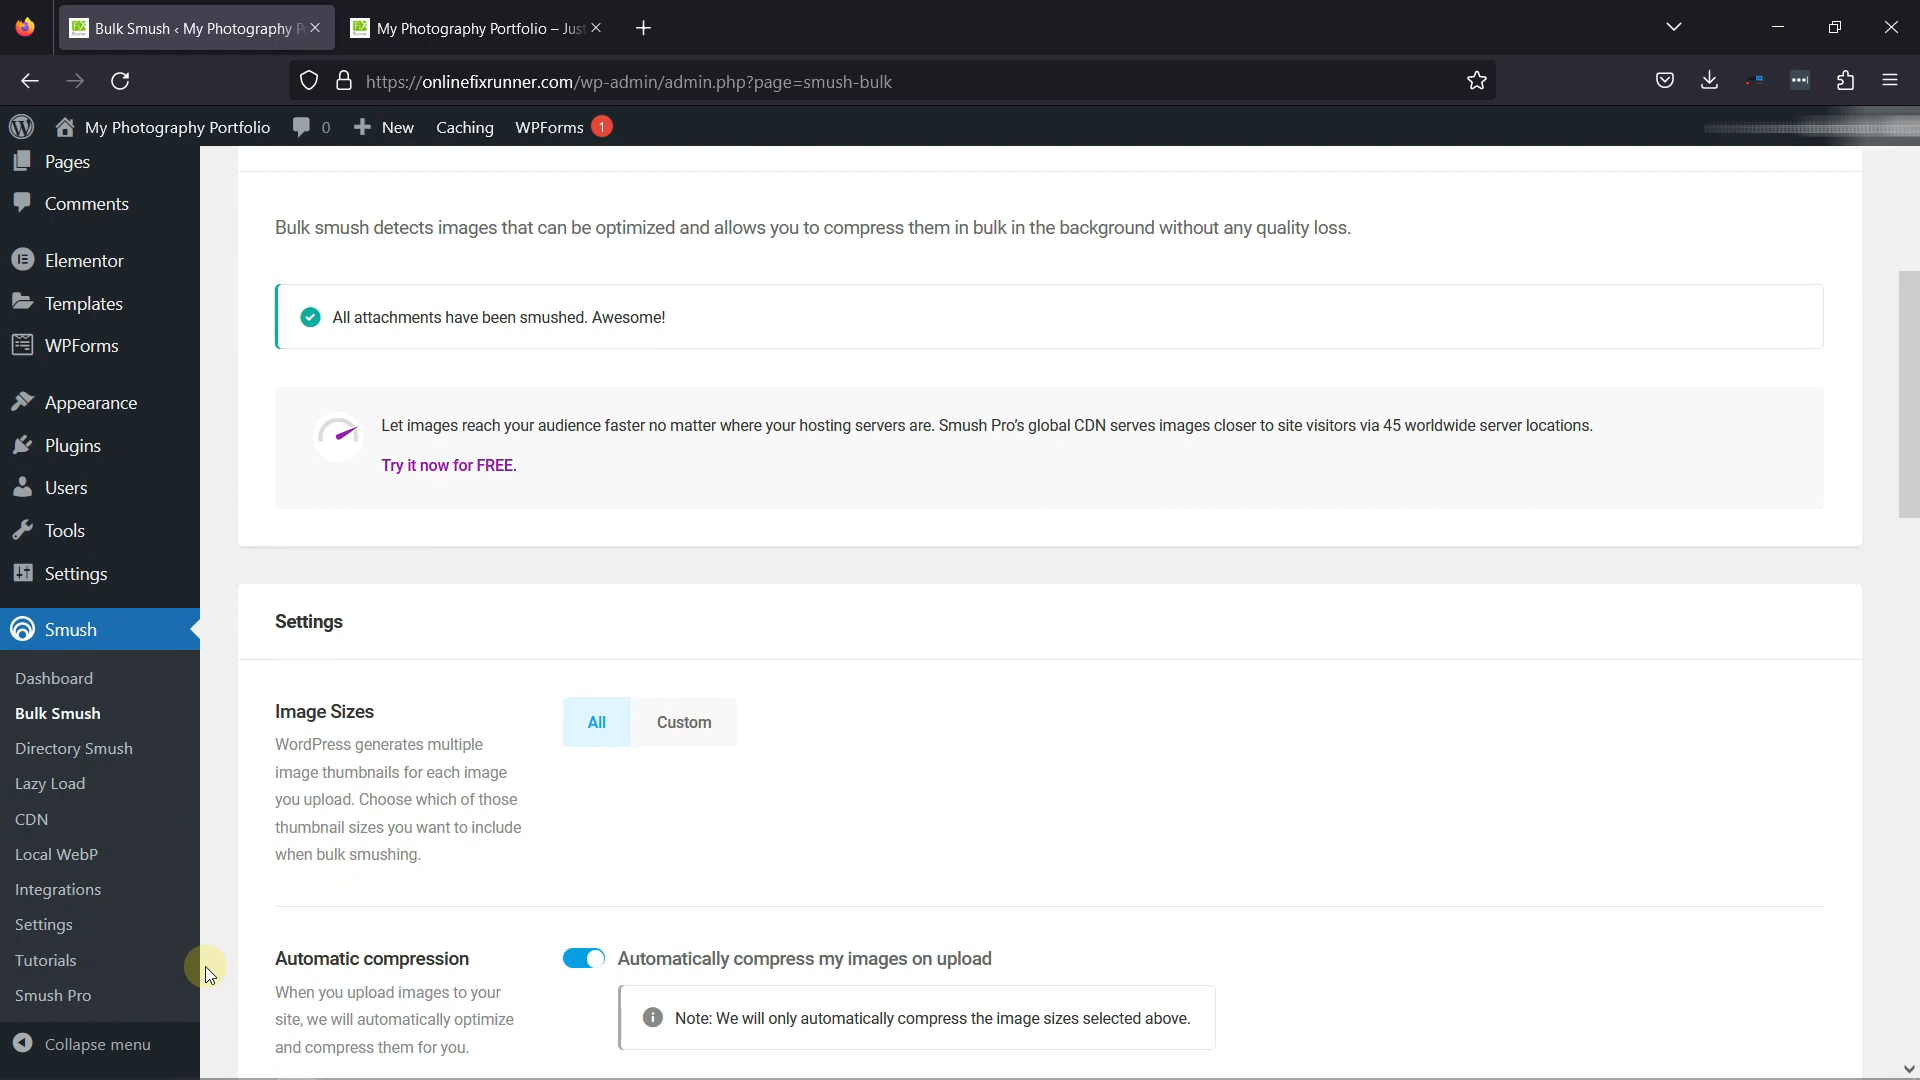 Bulk Smush ‹ My Photography P
My Photography Portfolio – Just
https://onlinefixrunner.com/wp-admin/admin.php?page=smush-bulk
My Photography Portfolio
0
New
Caching
WPForms 1
Pages
Comments
Elementor
Templates
WPForms
Appearance
Plugins
Users
Tools
Settings
Smush
Dashboard
Bulk Smush
Directory Smush
Lazy Load
CDN
Local WebP
Integrations
Settings
Tutorials
Smush Pro
Collapse menu
Bulk smush detects images that can be optimized and allows you to compress them in bulk in the background without any quality loss.
All attachments have been smushed. Awesome!
Let images reach your audience faster no matter where your hosting servers are. Smush Pro's global CDN serves images closer to site visitors via 45 worldwide server locations.
Try it now for FREE.
Settings
Image Sizes
WordPress generates multiple
image thumbnails for each image
you upload. Choose which of those
thumbnail sizes you want to include
when bulk smushing.
All
Custom
Automatic compression
When you upload images to your
site, we will automatically optimize
and compress them for you.
Automatically compress my images on upload
Note: We will only automatically compress the image sizes selected above.